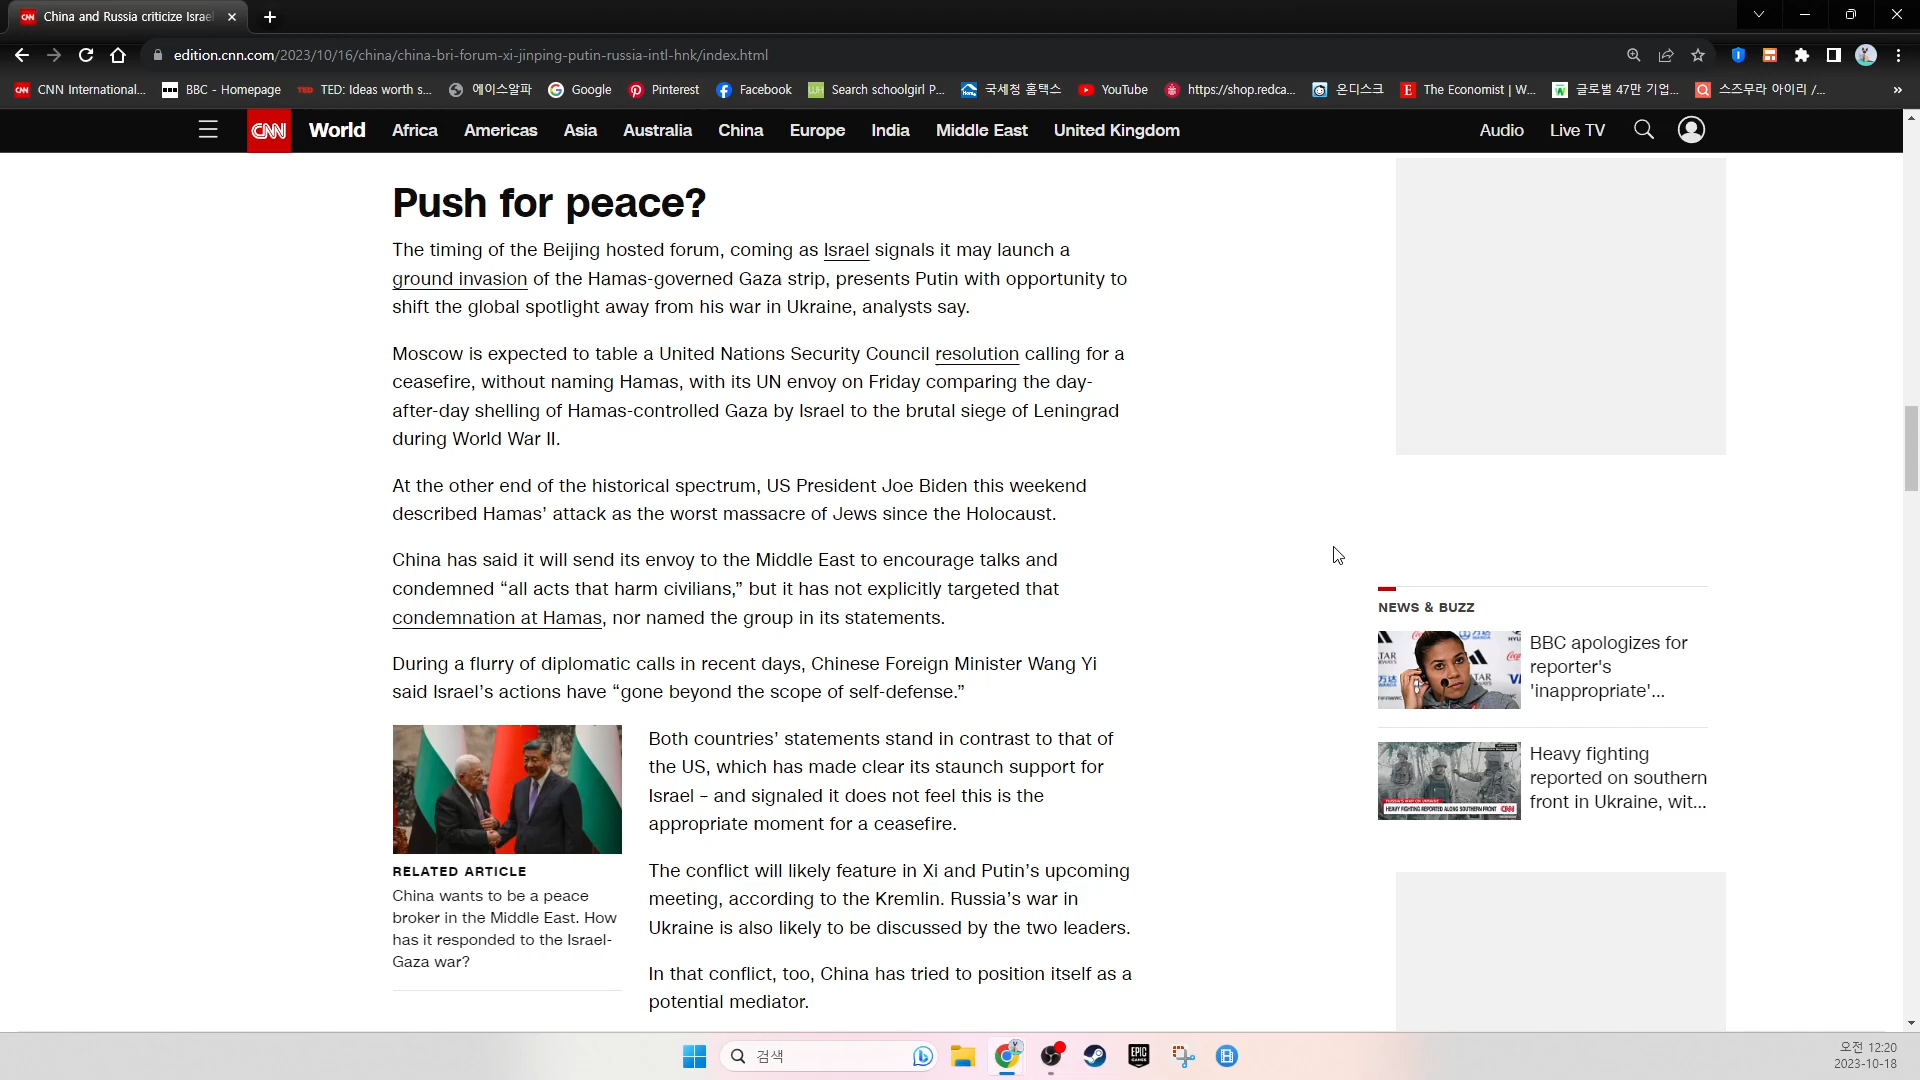 China and Russia criticize Israel
edition.cnn.com/2023/10/16/china/china-bri-forum-xi-jinping-putin-russia-intl-hnk/index.html
CNN International...
BBC - Homepage
TED: Ideas worth s...
에이스알파
Google
Pinterest
Facebook
Search schoolgirl P...
국세청 홈택스
YouTube
https://shop.redca...
온디스크
The Economist | W...
글로벌 47만 기업...
스즈무라 아이리 /...
CNN World Africa Americas Asia Australia China Europe India Middle East United Kingdom Audio Live TV
Push for peace?
The timing of the Beijing hosted forum, coming as Israel signals it may launch a
ground invasion of the Hamas-governed Gaza strip, presents Putin with opportunity to
shift the global spotlight away from his war in Ukraine, analysts say.
Moscow is expected to table a United Nations Security Council resolution calling for a
ceasefire, without naming Hamas, with its UN envoy on Friday comparing the day-
after-day shelling of Hamas-controlled Gaza by Israel to the brutal siege of Leningrad
during World War II.
At the other end of the historical spectrum, US President Joe Biden this weekend
described Hamas’ attack as the worst massacre of Jews since the Holocaust.
China has said it will send its envoy to the Middle East to encourage talks and
condemned “all acts that harm civilians,” but it has not explicitly targeted that
condemnation at Hamas, nor named the group in its statements.
During a flurry of diplomatic calls in recent days, Chinese Foreign Minister Wang Yi
said Israel’s actions have “gone beyond the scope of self-defense.”
RELATED ARTICLE
China wants to be a peace
broker in the Middle East. How
has it responded to the Israel-
Gaza war?
Both countries’ statements stand in contrast to that of
the US, which has made clear its staunch support for
Israel – and signaled it does not feel this is the
appropriate moment for a ceasefire.
The conflict will likely feature in Xi and Putin’s upcoming
meeting, according to the Kremlin. Russia’s war in
Ukraine is also likely to be discussed by the two leaders.
In that conflict, too, China has tried to position itself as a
potential mediator.
NEWS & BUZZ
BBC apologizes for
reporter's
'inappropriate'...
HEAVY FIGHTING REPORTED ALONG SOUTHERN FRONT CNN
Heavy fighting
reported on southern
front in Ukraine, wit...
검색
EPIC GAMES
오전 12:20
2023-10-18